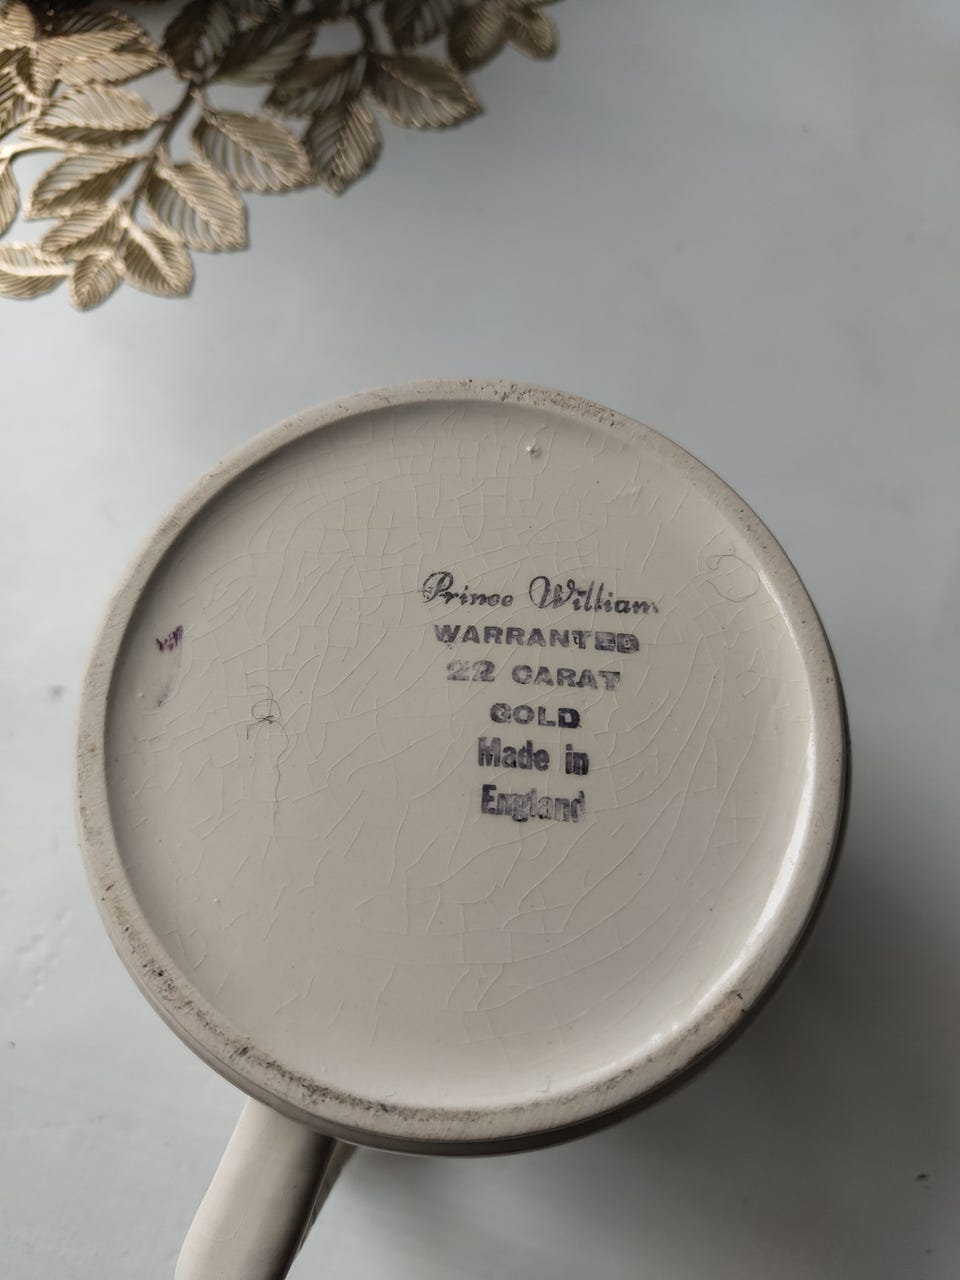 Prince William
WARRANTED
22 CARAT
GOLD
Made in
England